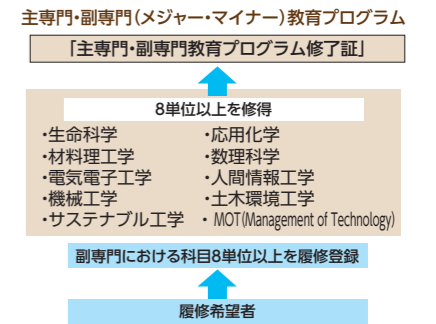 主専門・副専門（メジャー・マイナー）教育プログラム
「主専門・副専門教育プログラム修了証」
8単位以上を修得
・生命科学 ・応用化学
・材料理工学 ・数理科学
・電気電子工学 ・人間情報工学
・機械工学 ・土木環境工学
・サステナブル工学 ・MOT(Management of Technology)
副専門における科目8単位以上を履修登録
履修希望者